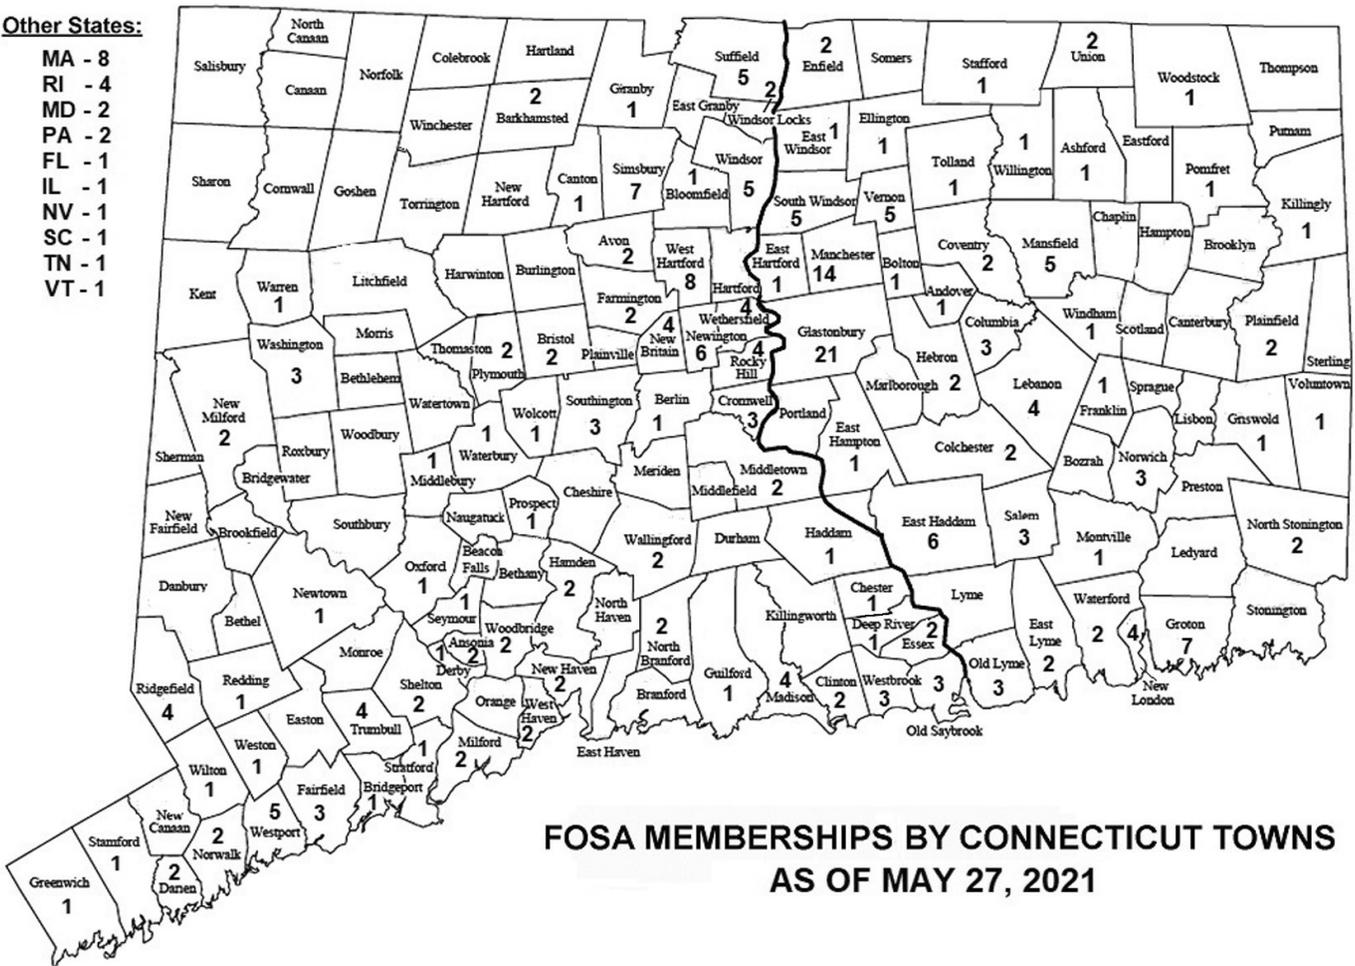 Other States:
MA - 8
RI - 4
MD - 2
PA - 2
FL - 1
IL - 1
NV - 1
SC - 1
TN - 1
VT - 1
Salisbury
North
Canaan
Canaan
Norfolk
Colebrook
Hartland
Winchester
2
Barkhamsted
Granby
1
Suffield
5
East Granby
2
Windsor Locks
2
Enfield
Somers
Stafford
1
2
Union
Woodstock
1
Thompson
Putnam
Sharon
Cornwall
Goshen
Torrington
New
Hartford
Canton
1
Simsbury
7
1
Bloomfield
Windsor
5
East
Windsor
1
Ellington
1
Tolland
1
1
Willington
Ashford
1
Eastford
Pomfret
1
Killingly
1
South Windsor
5
Vernon
5
Kent
Warren
1
Litchfield
Harwinton
Burlington
Avon
2
West
Hartford
8
Hartford
4
East
Hartford
1
Manchester
14
Bolton
1
Coventry
2
Mansfield
5
Chaplin
Hampton
Brooklyn
Andover
1
Columbia
3
Windham
1
Scotland
Canterbury
Plainfield
2
Sterling
Washington
3
Morris
Bethlehem
Thomaston
2
Plymouth
Bristol
2
Farmington
2
Plainville
4
New
Britain
Newington
6
Wethersfield
4
Rocky
Hill
Glastonbury
21
Hebron
2
Marlborough
Lebanon
4
1
Franklin
Sprague
Lisbon
Griswold
1
Voluntown
1
New
Milford
2
Sherman
Roxbury
Bridgewater
Woodbury
Watertown
1
Waterbury
Wolcott
1
Southington
3
Berlin
1
Cromwell
3
Portland
East
Hampton
1
Colchester
2
Bozrah
Norwich
3
Preston
1
Middlebury
Meriden
Middlefield
Middletown
2
New
Fairfield
Brookfield
Southbury
Naugatuck
Prospect
1
Cheshire
Wallingford
2
Durham
Haddam
1
East Haddam
6
Salem
3
Montville
1
Ledyard
North Stonington
2
Danbury
Bethel
Newtown
1
Oxford
1
Beacon
Falls
Bethany
Hamden
2
North
Haven
2
North
Branford
Killingworth
Chester
1
Deep River
1
2
Essex
Lyme
East
Lyme
2
Waterford
2
4
New
London
Groton
7
Stonington
1
Seymour
Ansonia
2
1
Derby
Woodbridge
2
New Haven
2
Monroe
Shelton
2
Orange
West
Haven
2
East Haven
Branford
Guilford
1
4
Madison
Clinton
2
Westbrook
3
3
Old Saybrook
Old Lyme
3
Ridgefield
4
Redding
1
Easton
4
Trumbull
1
Stratford
Milford
2
Weston
1
Wilton
1
Fairfield
3
Bridgeport
1
5
Westport
2
Norwalk
New
Canaan
2
Darien
Stamford
1
Greenwich
1
FOSA MEMBERSHIPS BY CONNECTICUT TOWNS
AS OF MAY 27, 2021